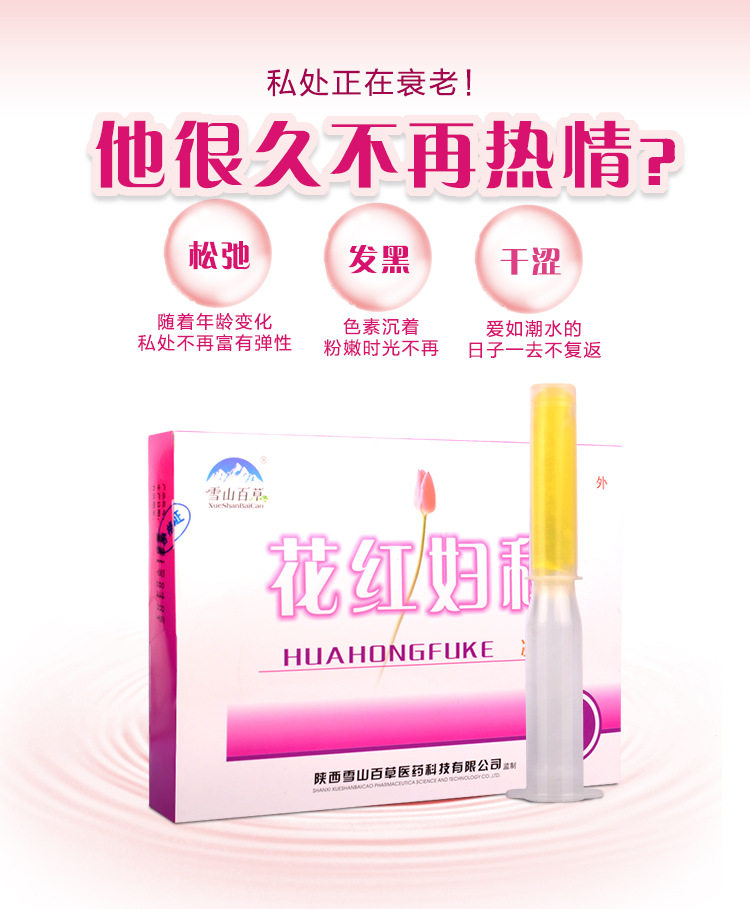 私处正在衰老!
他很久不再热情?
松弛
发黑
干涩
随着年龄变化
私处不再富有弹性
色素沉着
粉嫩时光不再
爱如潮水的
日子一去不复返
雪山百草
XueShanBaiCao
外
证
花红妇科
HUAHONGFUKE
陕西雪山百草医药科技有限公司 监制
SHANXI XUESHANBAICAO PHARMACEUTICA SCIENCE AND TECHNOLOGY CO.,LTD.